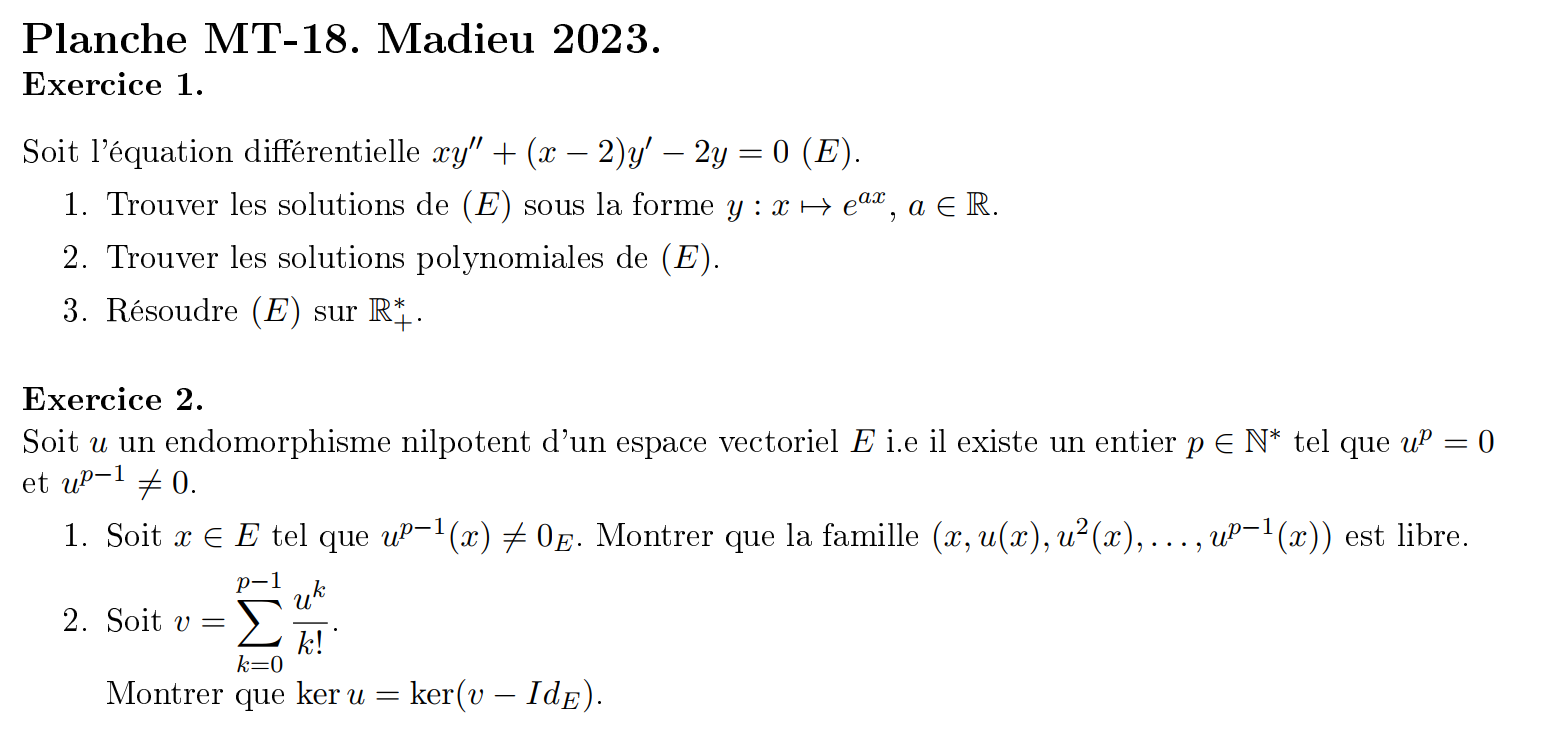 Planche MT-18. Madieu 2023.
Exercice 1.
Soit l'équation différentielle $xy'' + (x - 2)y' - 2y = 0$ $(E)$.
1. Trouver les solutions de $(E)$ sous la forme $y : x \mapsto e^{ax}$, $a \in \mathbb{R}$.
2. Trouver les solutions polynomiales de $(E)$.
3. Résoudre $(E)$ sur $\mathbb{R}_+^*$.
Exercice 2.
Soit $u$ un endomorphisme nilpotent d'un espace vectoriel $E$ i.e il existe un entier $p \in \mathbb{N}^*$ tel que $u^p = 0$
et $u^{p-1} \neq 0$.
1. Soit $x \in E$ tel que $u^{p-1}(x) \neq 0_E$. Montrer que la famille $(x, u(x), u^2(x), \ldots, u^{p-1}(x))$ est libre.
2. Soit $v = \sum_{k=0}^{p-1} \frac{u^k}{k!}$.
Montrer que $\ker u = \ker(v - Id_E)$.